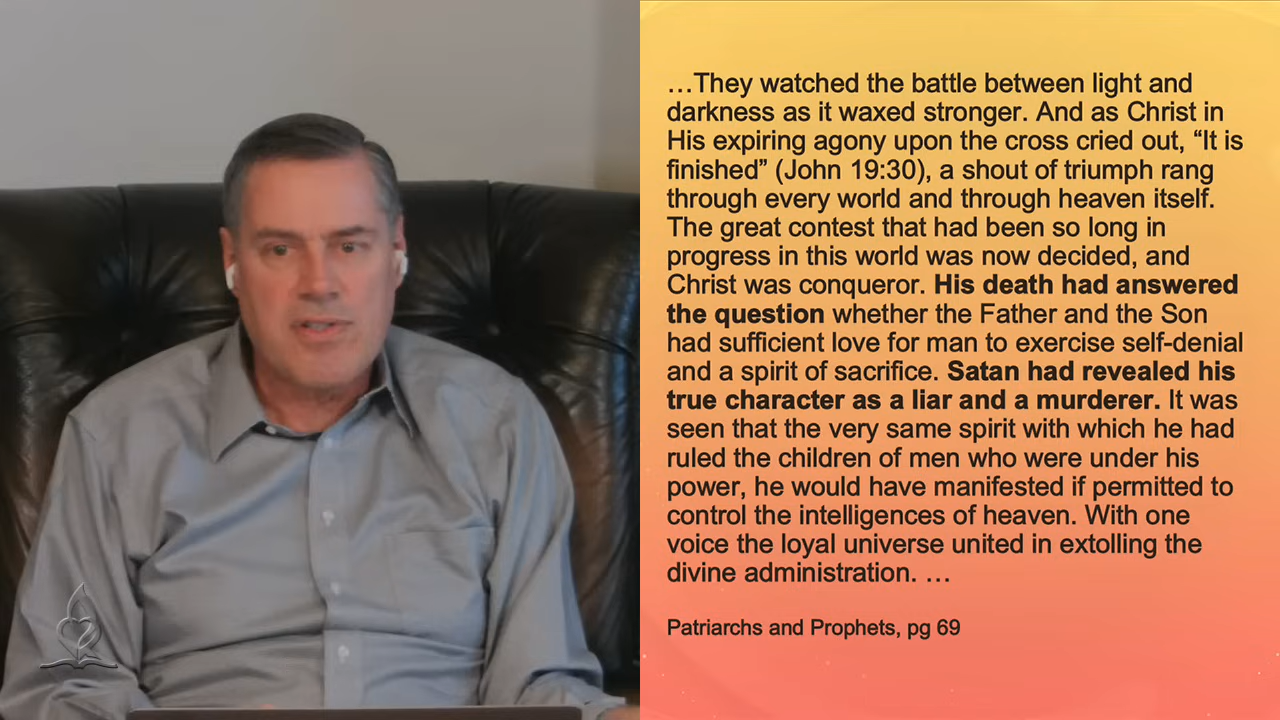 …They watched the battle between light and
darkness as it waxed stronger. And as Christ in
His expiring agony upon the cross cried out, “It is
finished” (John 19:30), a shout of triumph rang
through every world and through heaven itself.
The great contest that had been so long in
progress in this world was now decided, and
Christ was conqueror. His death had answered
the question whether the Father and the Son
had sufficient love for man to exercise self-denial
and a spirit of sacrifice. Satan had revealed his
true character as a liar and a murderer. It was
seen that the very same spirit with which he had
ruled the children of men who were under his
power, he would have manifested if permitted to
control the intelligences of heaven. With one
voice the loyal universe united in extolling the
divine administration. …
Patriarchs and Prophets, pg 69